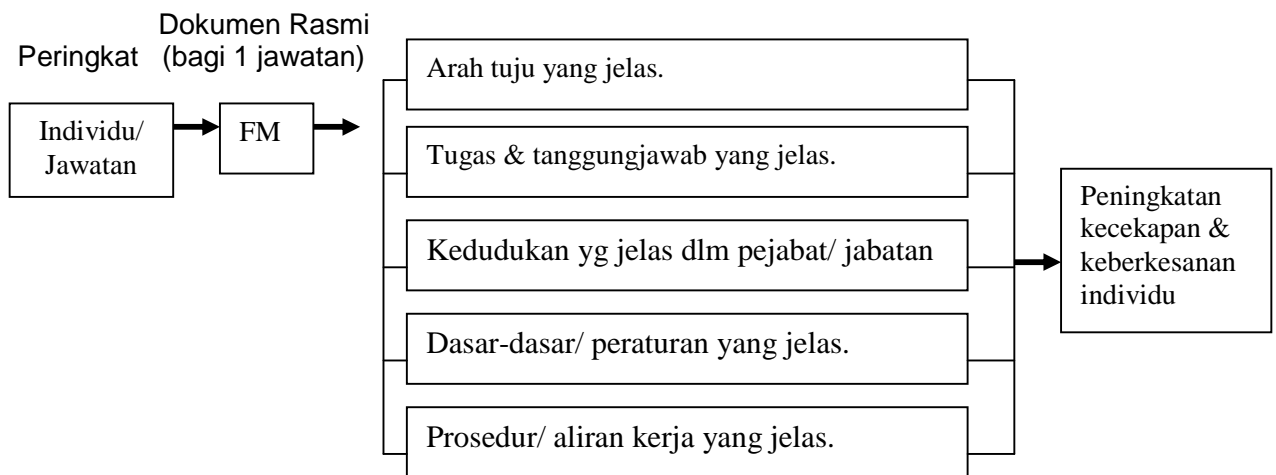 Dokumen Rasmi
Peringkat (bagi 1 jawatan)
Individu/
Jawatan
FM
Arah tuju yang jelas.
Tugas & tanggungjawab yang jelas.
Kedudukan yg jelas dlm pejabat/ jabatan
Dasar-dasar/ peraturan yang jelas.
Prosedur/ aliran kerja yang jelas.
Peningkatan
kecekapan &
keberkesanan
individu